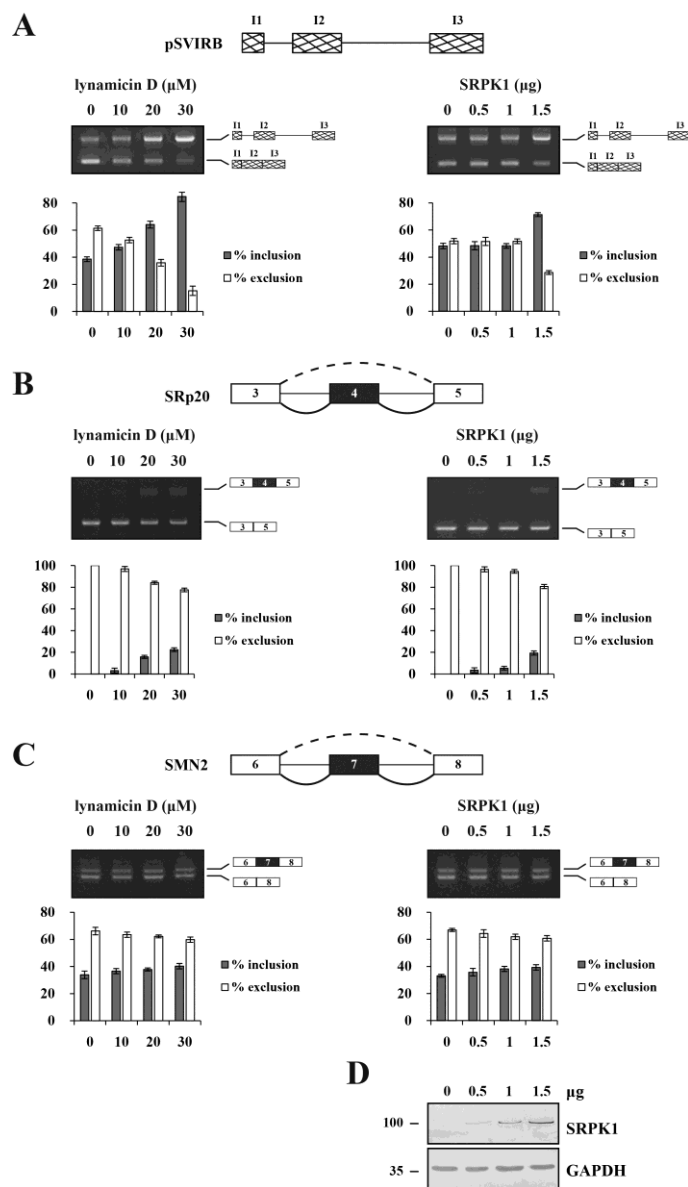 A
I1 I2 I3
pSVIRB
lynamicin D (µM)
0 10 20 30
I1 I2 I3
I1 I2 I3
80
60
40
20
0
0 10 20 30
% inclusion
% exclusion
SRPK1 (µg)
0 0.5 1 1.5
I1 I2 I3
I1 I2 I3
80
60
40
20
0
0 0.5 1 1.5
% inclusion
% exclusion
B
SRp20
3 4 5
lynamicin D (µM)
0 10 20 30
3 4 5
3 5
100
80
60
40
20
0
0 10 20 30
% inclusion
% exclusion
SRPK1 (µg)
0 0.5 1 1.5
3 4 5
3 5
100
80
60
40
20
0
0 0.5 1 1.5
% inclusion
% exclusion
C
SMN2
6 7 8
lynamicin D (µM)
0 10 20 30
6 7 8
6 8
80
60
40
20
0
0 10 20 30
% inclusion
% exclusion
SRPK1 (µg)
0 0.5 1 1.5
6 7 8
6 8
80
60
40
20
0
0 0.5 1 1.5
% inclusion
% exclusion
D
0 0.5 1 1.5 µg
100 – SRPK1
35 – GAPDH